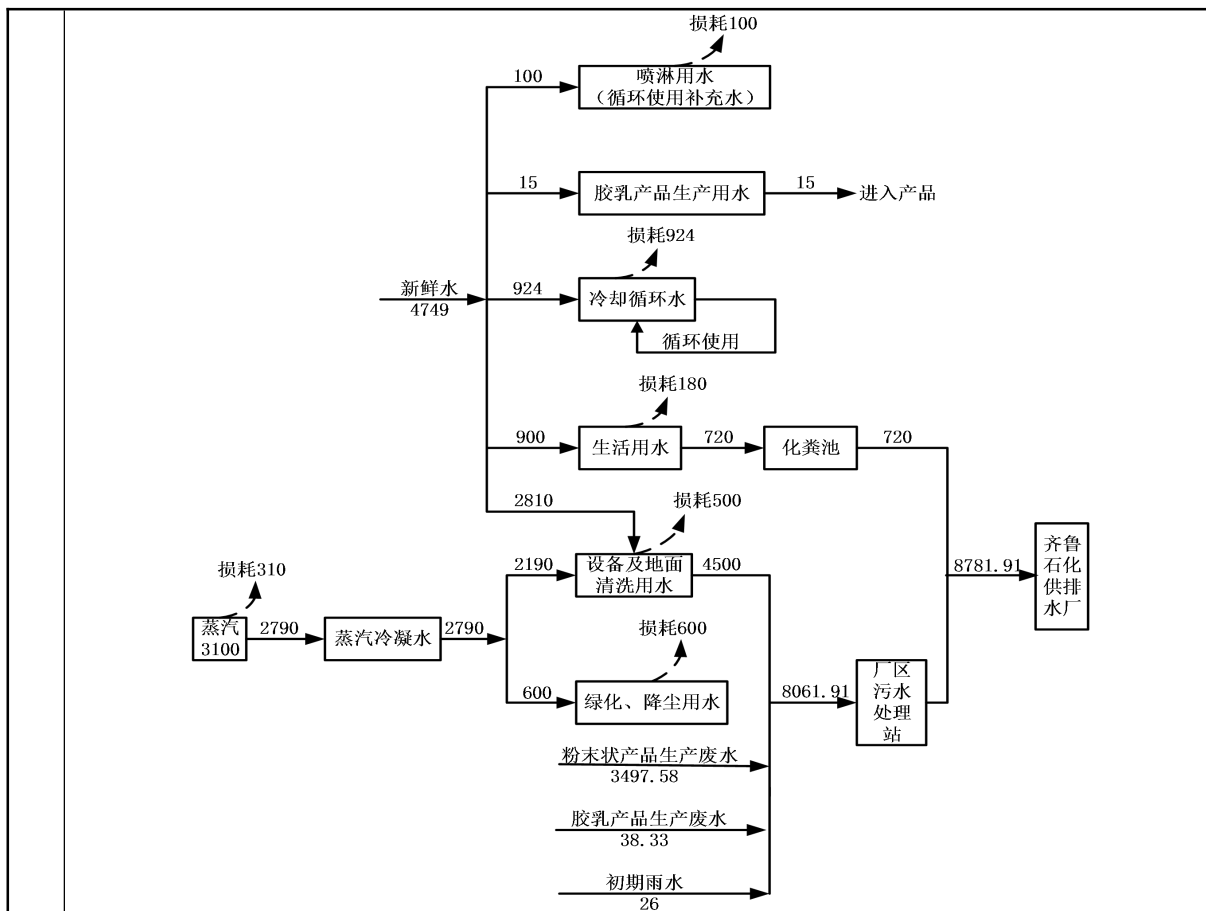 损耗100
100
喷淋用水
（循环使用补充水）
15
胶乳产品生产用水
15
进入产品
损耗924
新鲜水
4749
924
冷却循环水
循环使用
损耗180
900
生活用水
720
化粪池
720
2810
损耗500
2190
设备及地面
清洗用水
4500
8781.91
齐鲁
石化
供排
水厂
损耗310
蒸汽
3100
2790
蒸汽冷凝水
2790
损耗600
600
绿化、降尘用水
8061.91
厂区
污水
处理
站
粉末状产品生产废水
3497.58
胶乳产品生产废水
38.33
初期雨水
26